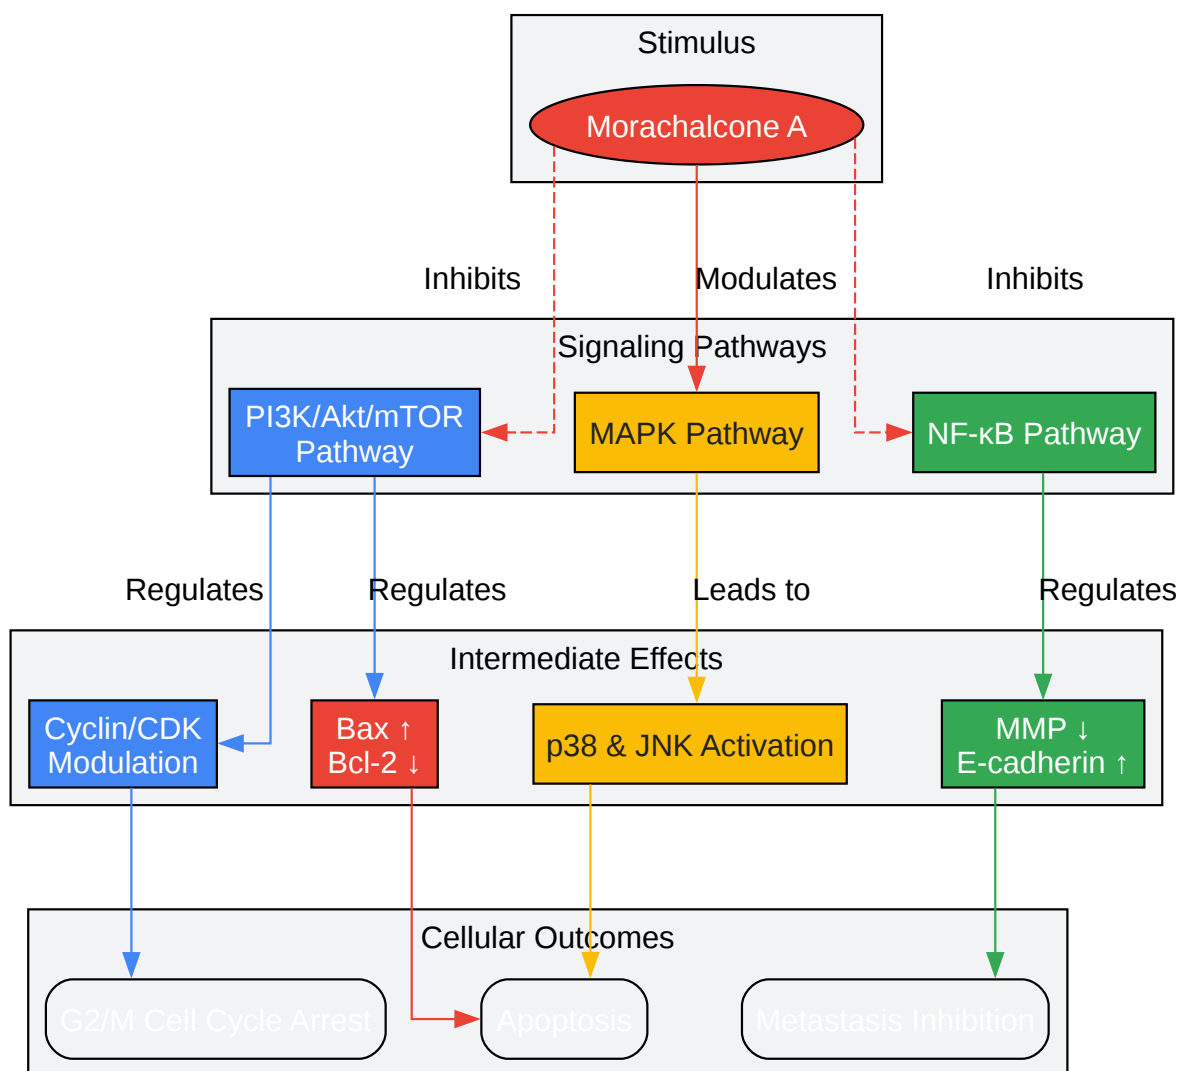 Stimulus
Morachalcone A
Inhibits
Modulates
Inhibits
Signaling Pathways
PI3K/Akt/mTOR
Pathway
MAPK Pathway
NF-κB Pathway
Regulates
Regulates
Leads to
Regulates
Intermediate Effects
Cyclin/CDK
Modulation
Bax ↑
Bcl-2 ↓
p38 & JNK Activation
MMP ↓
E-cadherin ↑
Cellular Outcomes
G2/M Cell Cycle Arrest
Apoptosis
Metastasis Inhibition